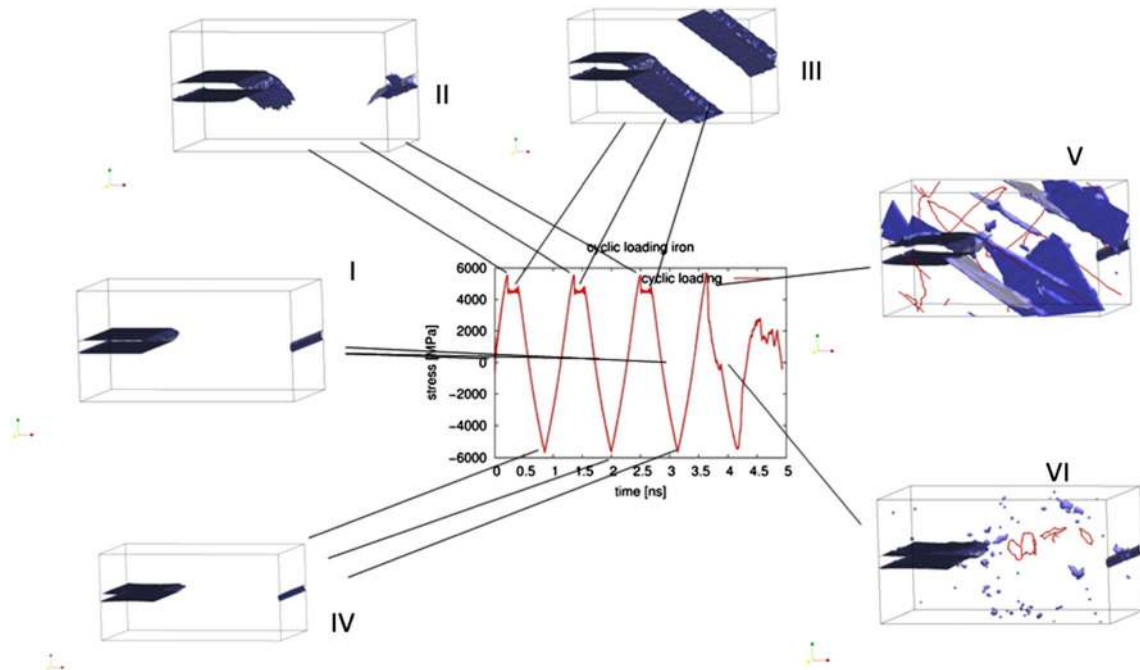 II
III
V
I
cyclic loading iron
6000
cyclic loading
4000
2000
0
−2000
−4000
−6000
stress [MPa]
0 0.5 1 1.5 2 2.5 3 3.5 4 4.5 5
time [ns]
VI
IV